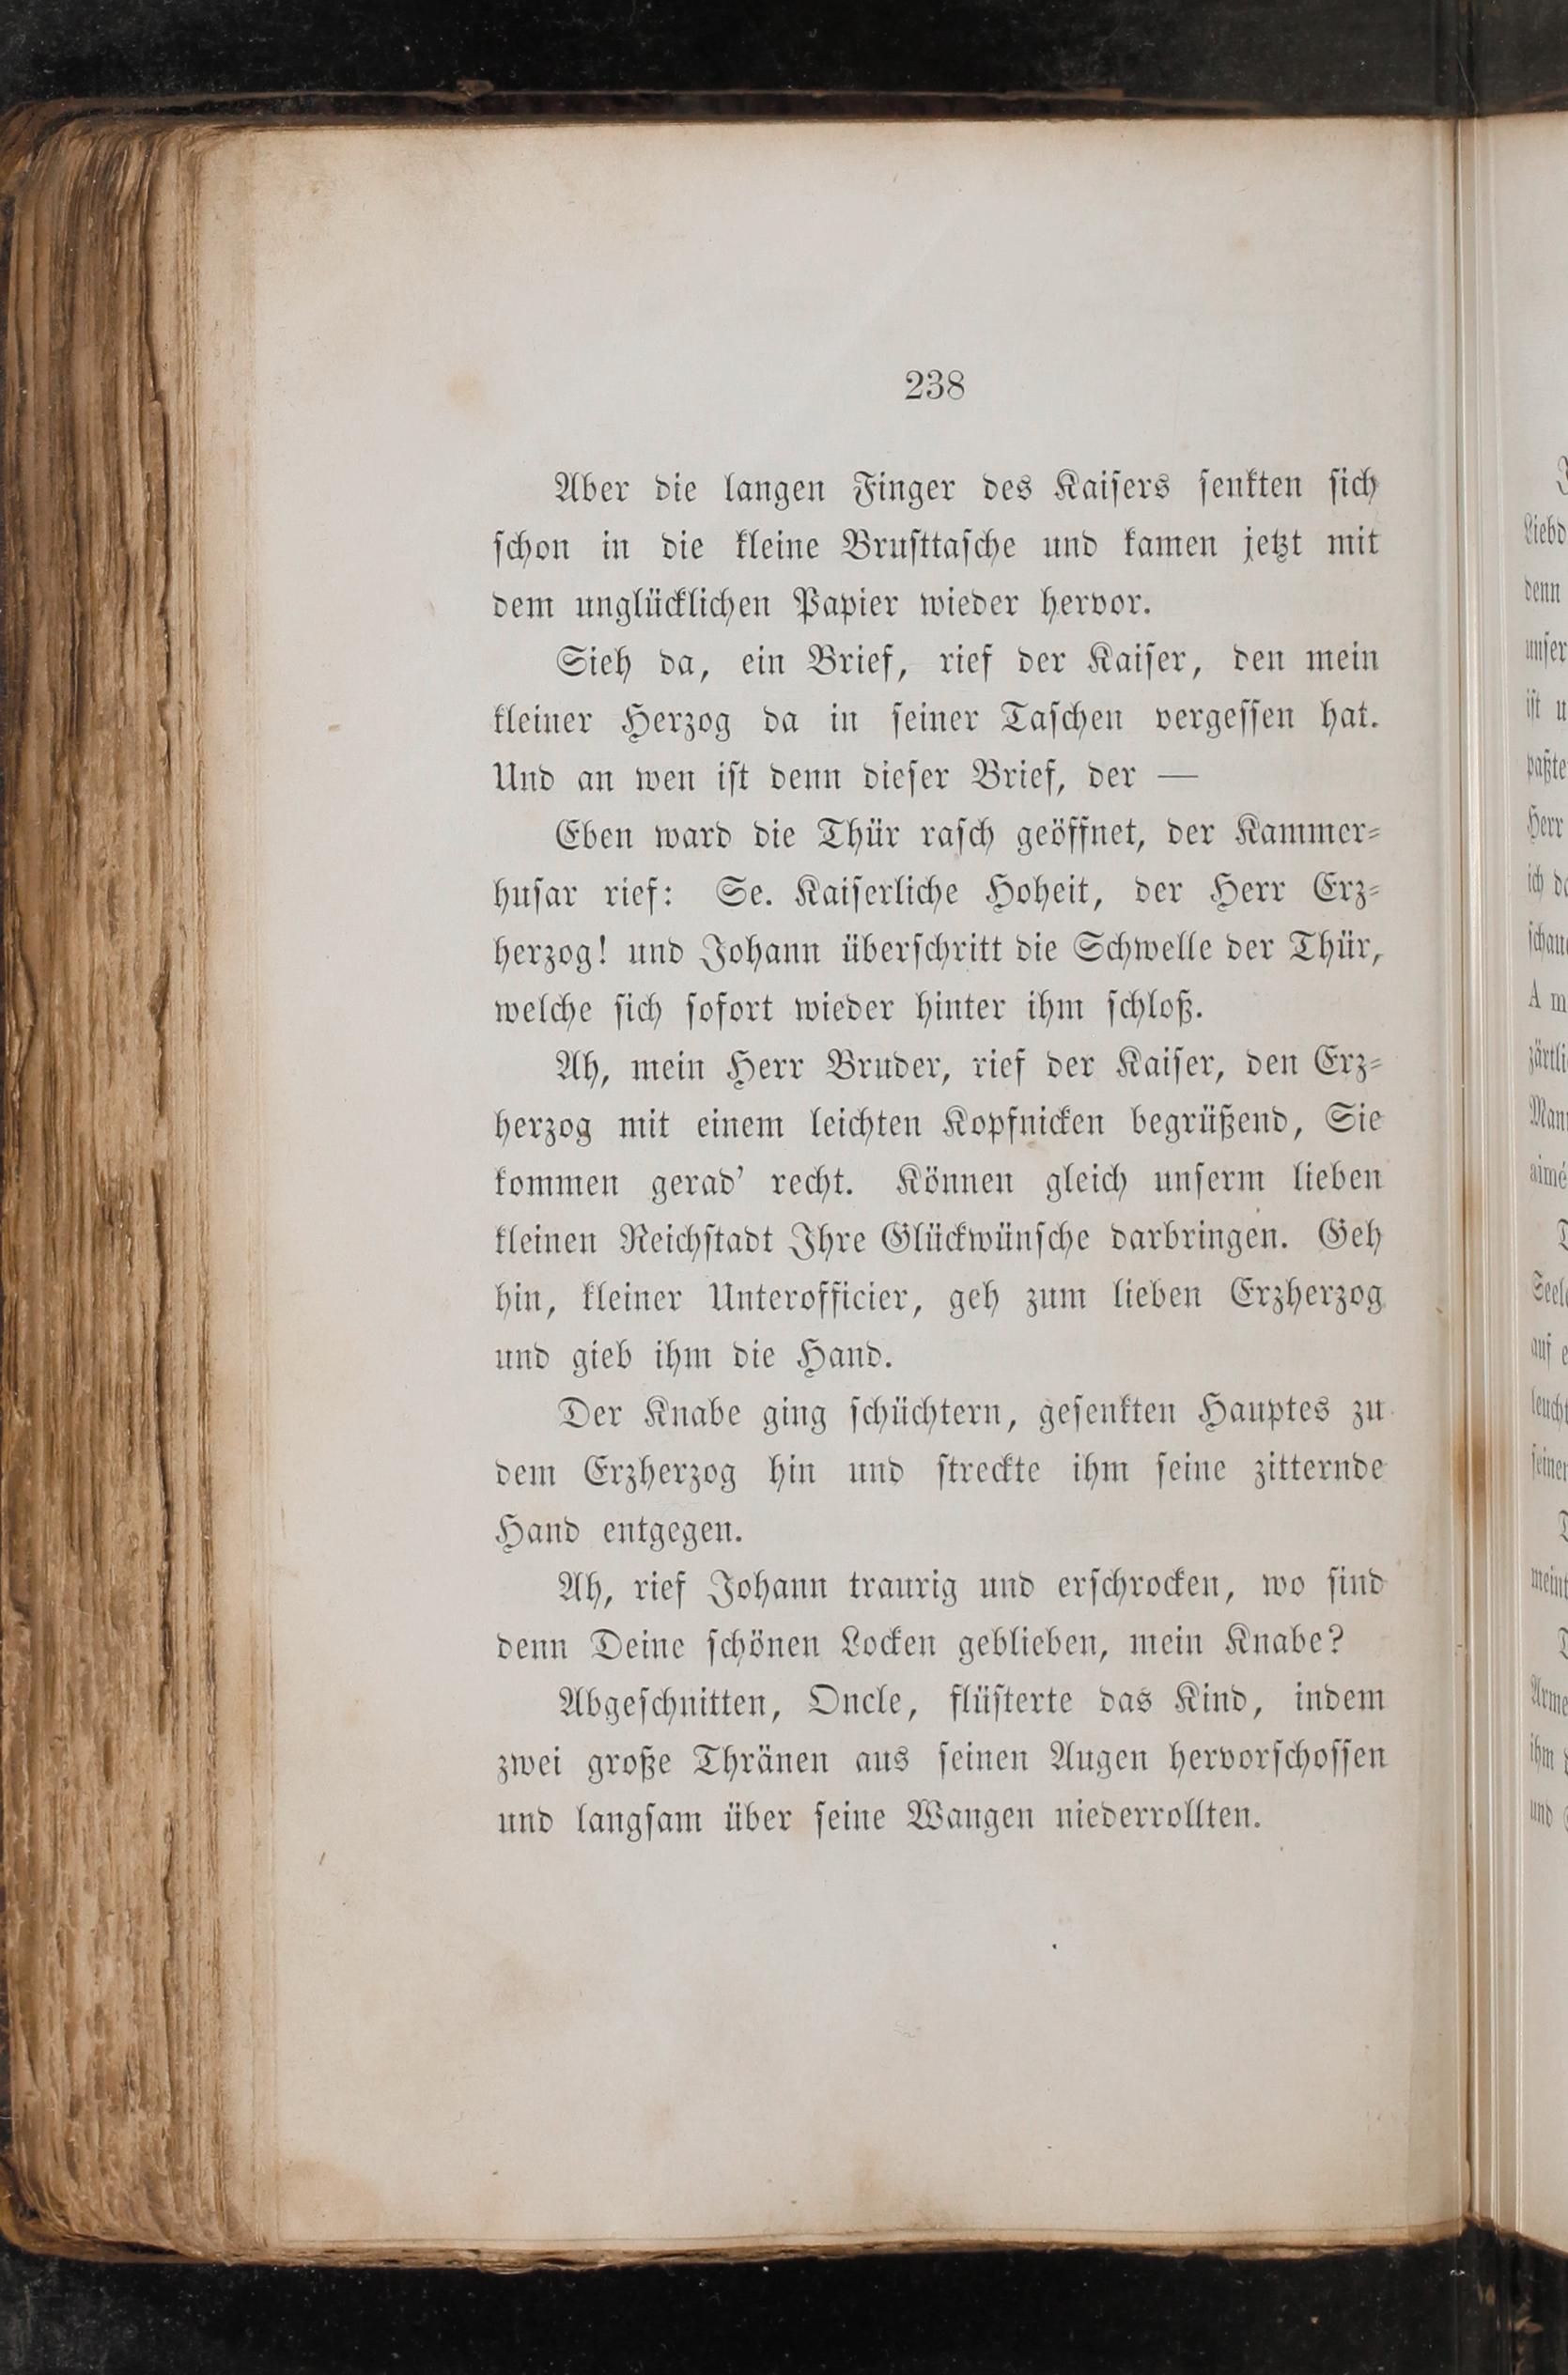 238
Aber die langen Finger des Kaiſers ſenkten ſich
ſchon in die kleine Bruſttaſche und kamen jetzt mit
dem unglücklichen Papier wieder hervor.
Sieh da, ein Brief, rief der Kaiſer, den mein
kleiner Herzog da in ſeiner Taſchen vergeſſen hat.
Und an wen iſt denn dieſer Brief, der —
Eben ward die Thür raſch geöffnet, der Kammer⸗
huſar rief: Se. Kaiſerliche Hoheit, der Herr Erz⸗
herzog! und Johann überſchritt die Schwelle der Thür,
welche ſich ſofort wieder hinter ihm ſchloß.
Ah, mein Herr Bruder, rief der Kaiſer, den Erz⸗
herzog mit einem leichten Kopfnicken begrüßend, Sie
kommen gerad’ recht. Können gleich unſerm lieben
kleinen Reichſtadt Ihre Glückwünſche darbringen. Geh
hin, kleiner Unterofficier, geh zum lieben Erzherzog
und gieb ihm die Hand.
Der Knabe ging ſchüchtern, geſenkten Hauptes zu
dem Erzherzog hin und ſtreckte ihm ſeine zitternde
Hand entgegen.
Ah, rief Johann traurig und erſchrocken, wo ſind
denn Deine ſchönen Locken geblieben, mein Knabe?
Abgeſchnitten, Oncle, flüſterte das Kind, indem
zwei große Thränen aus ſeinen Augen hervorſchoſſen
und langſam über ſeine Wangen niederrollten.
denn
auf
und